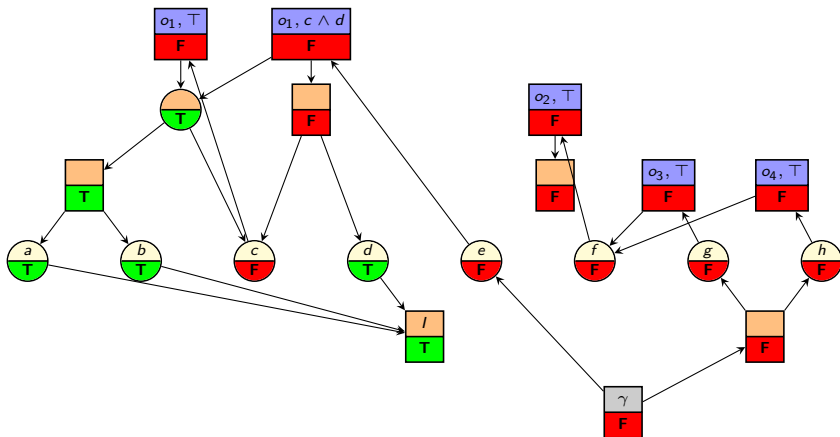 o₁, ⊤
F
o₁, c ∧ d
F
T
F
o₂, ⊤
F
F
T
o₃, ⊤
F
o₄, ⊤
F
a
T
b
T
c
F
d
T
e
F
f
F
g
F
h
F
I
T
F
γ
F